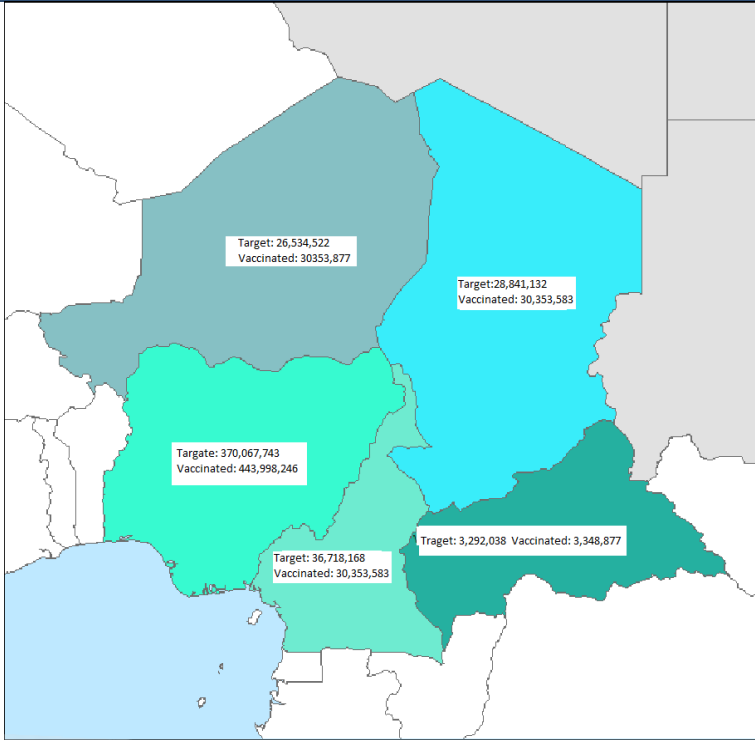 Target: 26,534,522
Vaccinated: 30353,877
Target:28,841,132
Vaccinated: 30,353,583
Targate: 370,067,743
Vaccinated: 443,998,246
Traget: 3,292,038 Vaccinated: 3,348,877
Target: 36,718,168
Vaccinated: 30,353,583